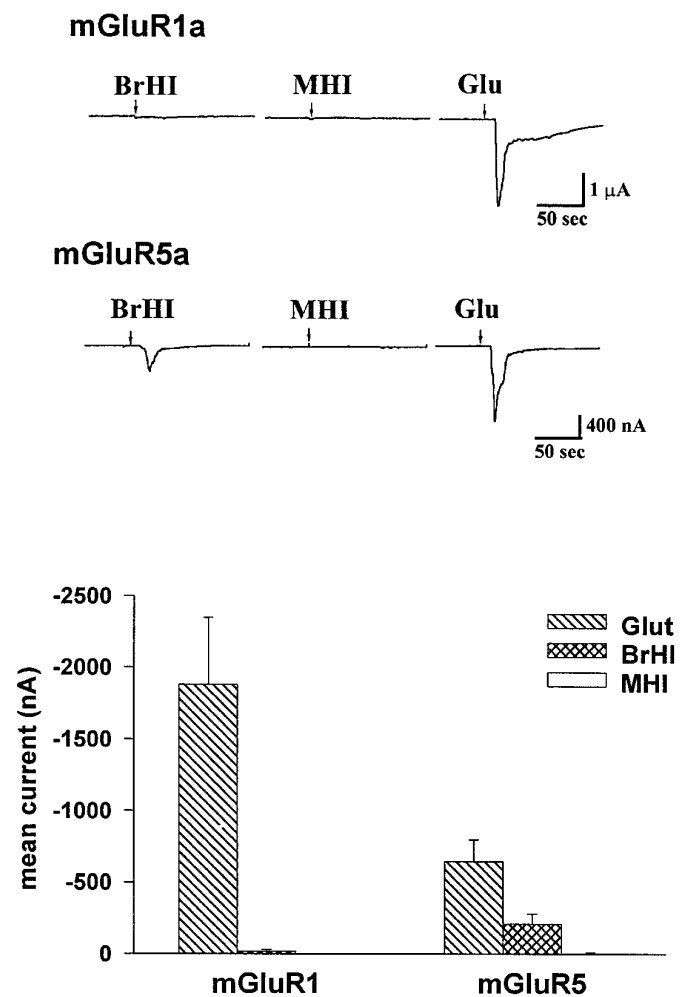 mGluR1a
BrHI MHI Glu
1 µA
50 sec
mGluR5a
BrHI MHI Glu
400 nA
50 sec
-2500
-2000
-1500
-1000
-500
0
mean current (nA)
Glut
BrHI
MHI
mGluR1 mGluR5